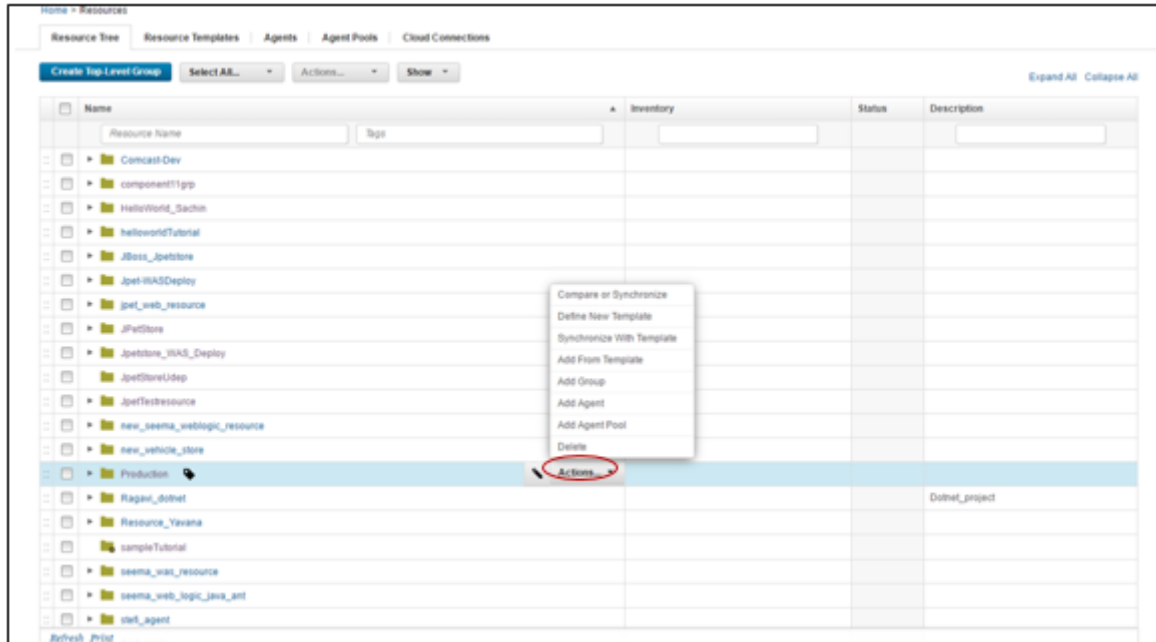 Home > Resources
Resource Tree Resource Templates Agents Agent Pools Cloud Connections
Create Top-Level Group Select All... Actions... Show
Expand All Collapse All
Name Inventory Status Description
Resource Name Tags
Comcast-Dev
component11grp
HelloWorld_Sachin
helloworldTutorial
JBoss_Jpetstore
Jpet-WASDeploy
jpet_web_resource
JPetStore
Jpetstore_WAS_Deploy
JpetStoreUdep
JpetTestresource
new_seema_weblogic_resource
new_vehicle_store
Compare or Synchronize
Define New Template
Synchronize With Template
Add From Template
Add Group
Add Agent
Add Agent Pool
Delete
Production Actions...
Ragavi_dotnet Dotnet_project
Resource_Yavana
sampleTutorial
seema_was_resource
seema_web_logic_java_ant
stefi_agent
Refresh Print